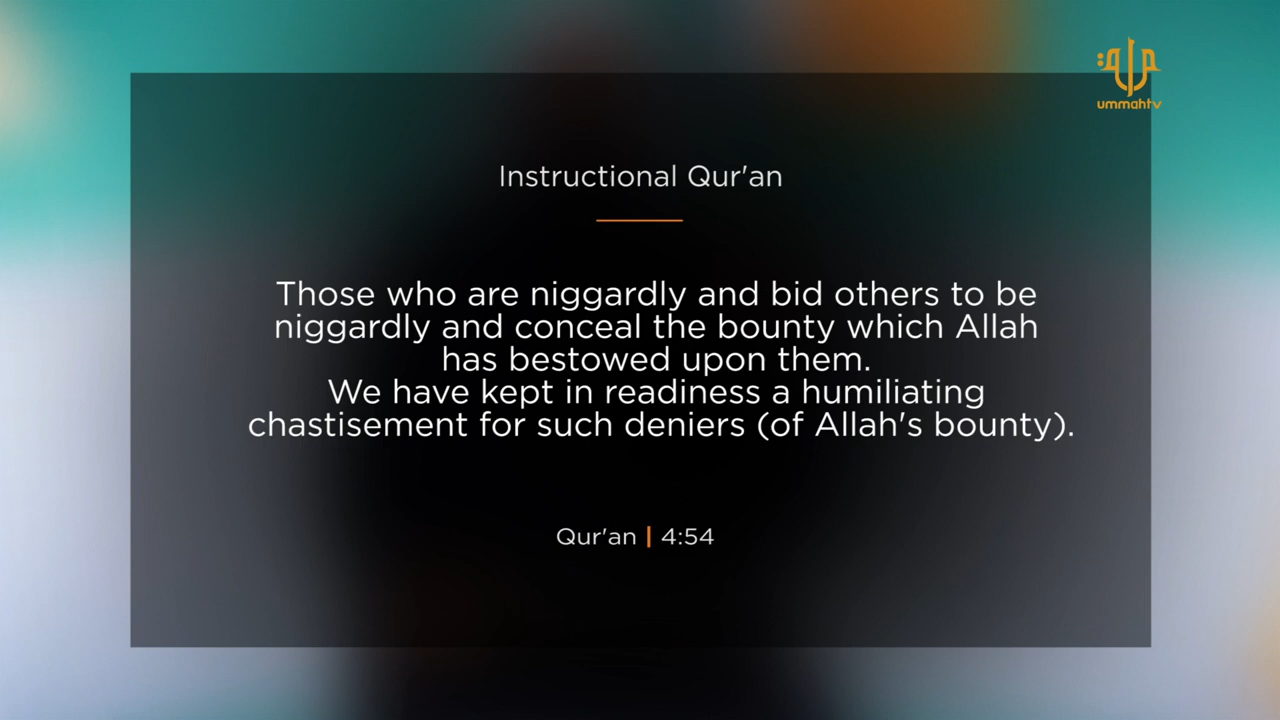 ummahtv
Instructional Qur'an
Those who are niggardly and bid others to be
niggardly and conceal the bounty which Allah
has bestowed upon them.
We have kept in readiness a humiliating
chastisement for such deniers (of Allah's bounty).
Qur'an | 4:54